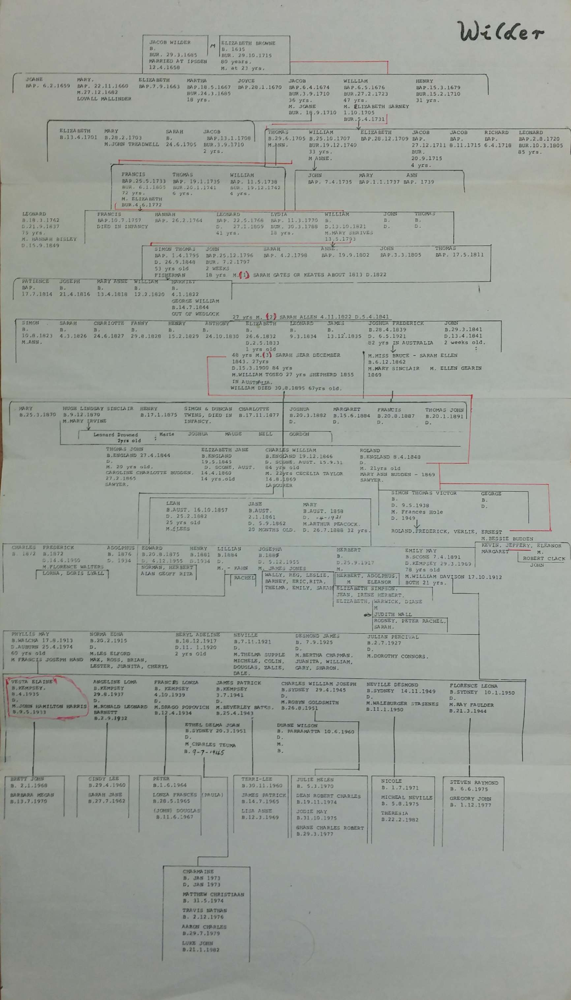 Wilder
JACOB WILDER
B.
BUR. 29.3.1685
MARRIED AT IPSDEN
12.4.1658
M
ELIZABETH BROWNE
B. 1635
BUR. 29.10.1715
80 years.
M. at 23 yrs.
JOANE
BAP. 6.2.1659
MARY.
BAP. 22.11.1660
M.27.12.1682
LOVALL MALLINDER
ELIZABETH
BAP.7.9.1663
MARTHA
BAP.18.5.1667
BUR.24.3.1685
18 yrs.
JOYCE
BAP.28.1.1670
JACOB
BAP.6.4.1674
BUR.3.9.1710
36 yrs.
M. JOANE
BUR. 18.9.1710
WILLIAM
BAP.6.5.1676
BUR.27.2.1723
47 yrs.
M. ELIZABETH SARNEY
1.10.1705
BUR.5.4.1731
HENRY
BAP.15.3.1679
BUR.15.2.1710
31 yrs.
ELIZABETH
B.13.4.1701
MARY
B.28.2.1703
M.JOHN TREADWELL
SARAH
B.
24.6.1705
JACOB
BAP.13.1.1708
BUR.3.9.1710
2 yrs.
THOMAS
B.29.6.1705
M.ANN.
WILLIAM
B.25.10.1707
BUR.19.12.1740
33 yrs.
M ANNE.
ELIZABETH
BAP.28.12.1709
JACOB
BAP.
27.12.1711
BUR.
20.9.1715
4 yrs.
JACOB
BAP.
8.11.1715
RICHARD
BAP.
6.4.1718
LEONARD
BAP.2.8.1720
BUR.10.3.1805
85 yrs.
FRANCIS
BAP.25.5.1733
BUR. 6.1.1805
72 yrs.
M. ELIZABETH
BUR.4.6.1772
THOMAS
BAP. 19.1.1735
BUR.20.1.1741
6 yrs.
WILLIAM
BAP. 11.5.1738
BUR. 19.12.1742
4 yrs.
JOHN
BAP. 7.4.1735
MARY
BAP.1.1.1737
ANN
BAP. 1739
LEONARD
B.18.3.1762
D.21.9.1837
75 yrs.
M. HANNAH BISLEY
D.15.9.1849
FRANCIS
BAP.10.7.1757
DIED IN INFANCY
HANNAH
BAP. 26.2.1764
LEONARD
BAP. 22.5.1768
D. 27.1.1809
41 yrs.
LYDIA
BAP. 11.3.1770
BUR. 30.3.1788
18 yrs.
WILLIAM
B.
D.13.10.1821
M.MARY SHRIVES
13.5.1793
JOHN
B.
D.
THOMAS
B.
D.
SIMON THOMAS
BAP. 1.4.1795
D. 26.9.1848
53 yrs old
FISHERMAN
JOHN
BAP.25.12.1796
BUR. 7.2.1797
2 WEEKS
18 yrs M.(1) SARAH GATES OR KEATES ABOUT 1813 D.1822
SARAH
BAP. 4.2.1798
ANNE.
BAP. 19.9.1802
JOHN
BAP.3.3.1805
THOMAS
BAP. 17.5.1811
PATIENCE
BAP.
17.7.1814
JOSEPH
B.
21.4.1816
MARY ANNE
B.
13.4.1818
WILLIAM
B.
12.2.1820
HARRIET
B.
4.1.1822
GEORGE WILLIAM
B.14.7.1844
OUT OF WEDLOCK
27 yrs M. (2) SARAH ALLEN 4.11.1822 D.5.4.1841
SIMON
B.
10.8.1823
M.ANN.
SARAH
B.
4.3.1826
CHARIOTTE
B.
24.6.1827
FANNY
B.
29.8.1828
HENRY
B.
15.2.1829
ANTHONY
B.
24.10.1830
ELIZABETH
B.
26.6.1832
D.2.5.1833
1 yrs old
LEONARD
B.
9.3.1834
JAMES
B.
13.12.1835
JOSHUA FREDERICK
B.28.4.1839
D. 6.5.1921
82 yrs IN AUSTRALIA
JOHN
B.29.3.1841
D.13.4.1841
2 weeks old.
48 yrs M.(3) SARAH SEAR DECEMBER
1843. 27yrs
D.15.3.1900 84 yrs
M.WILLIAM TOSEO 27 yrs SHEPHERD 1855
IN AUSTRALIA.
WILLIAM DIED 30.8.1895 67yrs old.
M.MISS BRUCE - SARAH ELLEN
B.6.12.1862
M.MARY SINCLAIR M. ELLEN GEARIN
1869
MARY
B.25.3.1870
HUGH LINDSAY SINCLAIR
B.9.12.1870
M.MARY IRVINE
HENRY
B.17.1.1875
SIMON & DUNCAN
TWINS, DIED IN
INFANCY.
CHARLOTTE
B.17.11.1877
JOSHUA
B.20.3.1882
D.
MARGARET
B.15.6.1884
D.
FRANCIS
B.20.8.1887
D.
THOMAS JOHN
B.20.1.1891
D.
Leonard Drowned
2yrs old
Marie
JOSHUA
MAUDE
NELL
GORDON
THOMAS JOHN
B.ENGLAND 27.4.1844
D.
M. 20 yrs old.
CAROLINE CHARLOTTE BUDDEN.
27.2.1865
SAWYER.
ELIZABETH JANE
B.ENGLAND
19.5.1845
D. SCONE, AUST.
14.4.1860
14 yrs.old
CHARLES WILLIAM
B.ENGLAND 19.12.1846
D. SCONE. AUST. 15.9.31
84 yrs old
M. 22yrs CECELIA TAYLOR
14.8.1869
LABOURER
ROLAND
B.ENGLAND 8.4.1848
D.
M. 21yrs old
MARY ANN BUDDEN - 1869
SAWYER.
LEAH
B.AUST. 16.10.1857
D. 25.2.1882
25 yrs old
M.CLEES
JANE
B.AUST.
2.1.1861
D. 5.9.1862
20 MONTHS OLD.
MARY
B.AUST. 1858
D. -4-1921
M.ARTHUR PEACOCK.
D. 26.7.1888 32 yrs.
SIMON THOMAS VICTOR
B.
D. 9.5.1938
M. Frances Hole
D. 1949
GEORGE
B.
D.
ROLAND,FREDERICK, VERLIE, ERNEST
M.BESSIE BUDDEN
KEVIN, JEFFERY, ELEANOR
MARGARET M.
ROBERT CLACK
JOHN
CHARLES
B. 1872
FREDERICK
B.1872
D.14.4.1950
M.FLORENCE WALTERS
LORNA, DORIS LYALL
ADOLPHUS
B. 1876
D. 1934
EDWARD
B.20.8.1875
D. 4.12.1955
NORMAN, HERBERT
ALAN GEOFF RITA
HENRY
B.1881
D.1934
LILLIAN
B.1884
D.
M. - KAHN
RACHEL
JOSEPHA
B.1885
D. 5.12.1955
M. JAMES JONES
WALLY, REG, LESLIE,
BARNEY, ERIC,RITA,
THELMA, EMILY, SARAH
HERBERT
B.
D.25.9.1917
M.
HERBERT, ADOLPHUS,
M ELEANOR
ELIZABETH SIMPSON.
JEAN, IRENE HERBERT.
ELIZABETH, WARWICK, DIANE
M
JUDITH WALL
RODNEY, PETER RACHEL,
SARAH.
EMILY MAY
B.SCONE 7.4.1891
D.KEMPSEY 29.3.1969
78 yrs old
M.WILLIAM DAVISON 17.10.1912
BOTH 21 yrs.
PHYLLIS MAY
B.WALCHA 17.8.1913
D.AUBURN 25.4.1974
60 yrs old
M FRANCIS JOSEPH HAND
NORMA EDNA
B.20.2.1915
D.
M.LES ELFORD
MAX, ROSS, BRIAN,
LESTER, JUANITA, CHERYL
BERYL ADELINE
B.18.12.1917
D.11. 1.1920
2 yrs old
NEVILLE
B.7.11.1921
D.
M.THELMA SUPPLE
MICHELE, COLIN,
DOUGLAS, ZALIE,
DALE.
DESMOND JAMES
B. 7.9.1925
D.
M.BERTHA CHAPMAN.
JUANITA, WILLIAM,
GARY, SHARON.
JULIAN PERCIVAL
B.2.7.1927
D.
M.DOROTHY CONNORS.
VESTA ELAINE
B.KEMPSEY.
8.4.1935
D.
M.JOHN HAMILTON HARRIS
B.9.5.1933
ANGELINE LOMA
B.KEMPSEY
29.8.1937
D.
M.RONALD LEONARD
BARNETT
B.2.9.1932
FRANCES LONZA
B. KEMPSEY
4.10.1939
D.
M.DRAGO POPOVICH
B.12.4.1934
JAMES PATRICK
B.KEMPSEY
3.7.1941
D.
M.BEVERLEY BATES.
B.25.4.1943
CHARLES WILLIAM JOSEPH
B.SYDNEY 29.4.1945
D.
M.ROBYN GOLDSMITH
B.26.8.1951
NEVILLE DESMOND
B.SYDNEY 14.11.1949
D.
M.WALEBURGER STASENES
B.11.1.1950
FLORENCE LEONA
B.SYDNEY 10.1.1950
D.
M.RAY FAULDER
B.21.3.1944
ETHEL DELMA JOAN
B.SYDNEY 20.3.1951
D.
M.CHARLES TEUMA
B. 9-7-1945
DUANE WILSON
B. PARRAMATTA 10.6.1960
D.
M.
B.
BRETT JOHN
B. 2.1.1968
BARBARA MEGAN
B.13.7.1970
CINDY LEE
B.29.4.1960
SARAH JANE
B.27.7.1962
PETER
B.1.6.1964
LONZA FRANCES (PAULA)
B.28.5.1965
(JOHN) DOUGLAS
B.11.6.1967
TERRI-LEE
B.30.11.1960
JAMES PATRICK
B.14.7.1965
LISA ANNE
B.12.3.1969
JULIE HELEN
B. 5.3.1970
DEAN ROBERT CHARLES
B.19.11.1974
JODIE MAY
B.31.10.1975
SHANE CHARLES ROBERT
B.29.3.1977
NICOLE
B. 1.7.1971
MICHEAL NEVILLE
B. 5.8.1975
THERESIA
B.22.2.1982
STEVEN RAYMOND
B. 6.6.1975
GREGORY JOHN
B. 1.12.1977
CHARMAINE
B. JAN 1973
D. JAN 1973
MATTHEW CHRISTIAAN
B. 31.5.1974
TRAVIS NATHAN
B. 2.12.1976
AARON CHARLES
B.29.7.1979
LUKE JOHN
B.21.1.1982